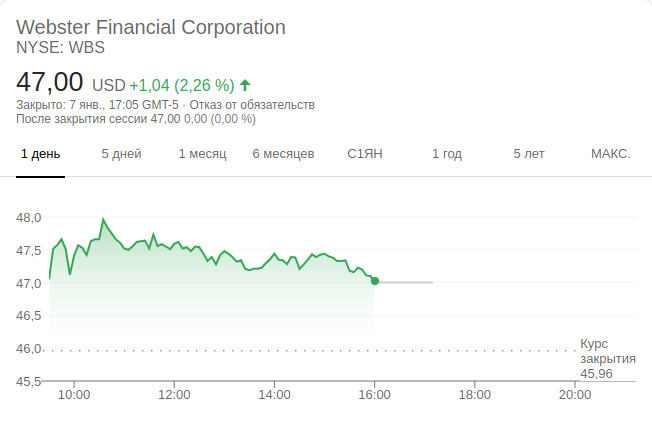 Webster Financial Corporation
NYSE: WBS
47,00 USD +1,04 (2,26 %)
Закрыто: 7 янв., 17:05 GMT-5 · Отказ от обязательств
После закрытия сессии 47,00 0,00 (0,00 %)
1 день 5 дней 1 месяц 6 месяцев С1ЯН 1 год 5 лет МАКС.
48,0
47,5
47,0
46,5
46,0
45,5
Курс
закрытия
45,96
10:00 12:00 14:00 16:00 18:00 20:00